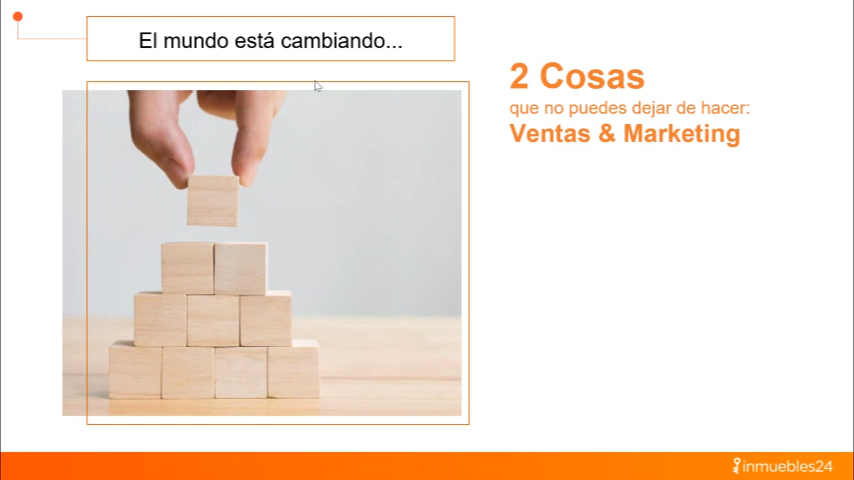 El mundo está cambiando...
2 Cosas
que no puedes dejar de hacer:
Ventas & Marketing
inmuebles24